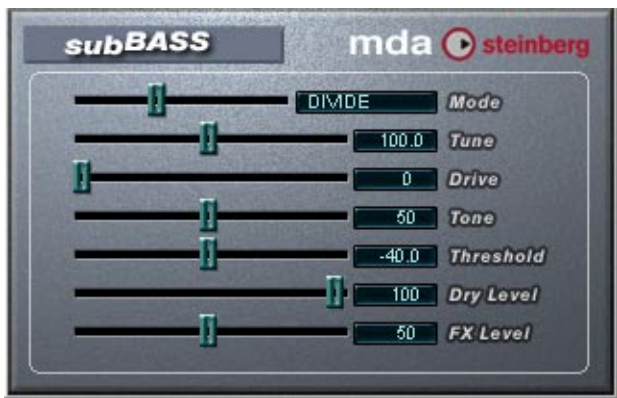 subBASS
mda steinberg
DIVIDE Mode
100.0 Tune
0 Drive
50 Tone
-40.0 Threshold
100 Dry Level
50 FX Level